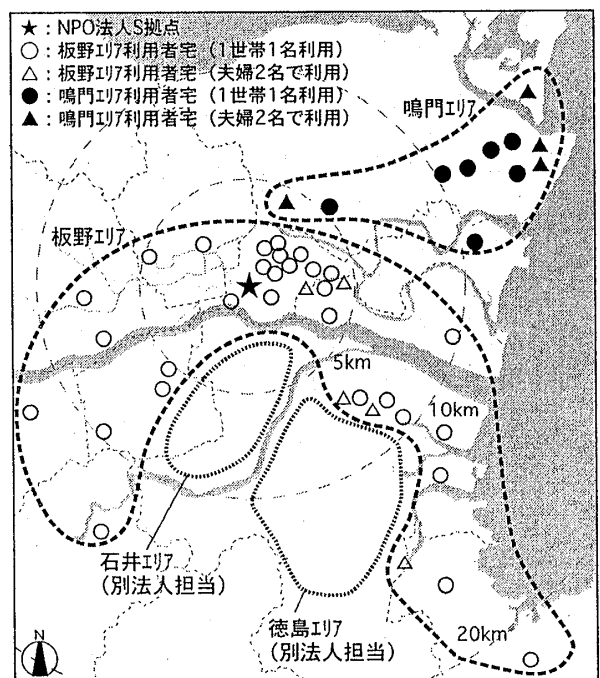 ★：NPO法人S拠点
○：板野エリア利用者宅（1世帯1名利用）
△：板野エリア利用者宅（夫婦2名で利用）
●：鳴門エリア利用者宅（1世帯1名利用）
▲：鳴門エリア利用者宅（夫婦2名で利用）
鳴門エリア
板野エリア
5km
10km
石井エリア
（別法人担当）
徳島エリア
（別法人担当）
20km
N